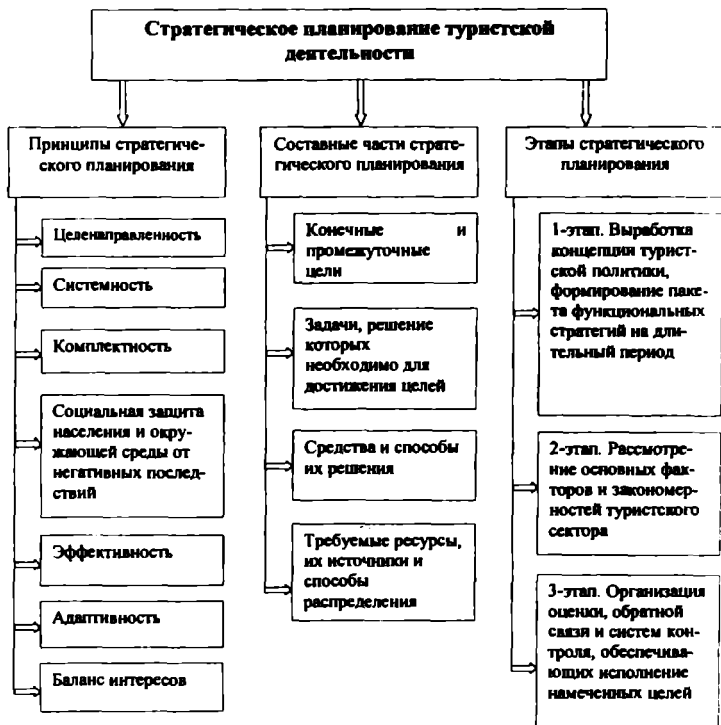 Стратегическое планирование туристской
деятельности
Принципы стратегиче-
ского планирования
Целенаправленность
Системность
Комплектность
Социальная защита
населения и окру-
жающей среды от
негативных послед-
ствий
Эффективность
Адаптивность
Баланс интересов
Составные части страте-
гического планирования
Конечные и
промежуточные
цели
Задачи, решение
которых
необходимо для
достижения целей
Средства и способы
их решения
Требуемые ресурсы,
их источники и
способы
распределения
Этапы стратегического
планирования
1-этап. Выработка
концепция турист-
ской политики,
формирование паке-
та функциональных
стратегий на дли-
тельный период
2-этап. Рассмотре-
ние основных фак-
торов и закономер-
ностей туристского
сектора
3-этап. Организация
оценки, обратной
связи и систем кон-
троля, обеспечива-
ющих исполнение
намеченных целей